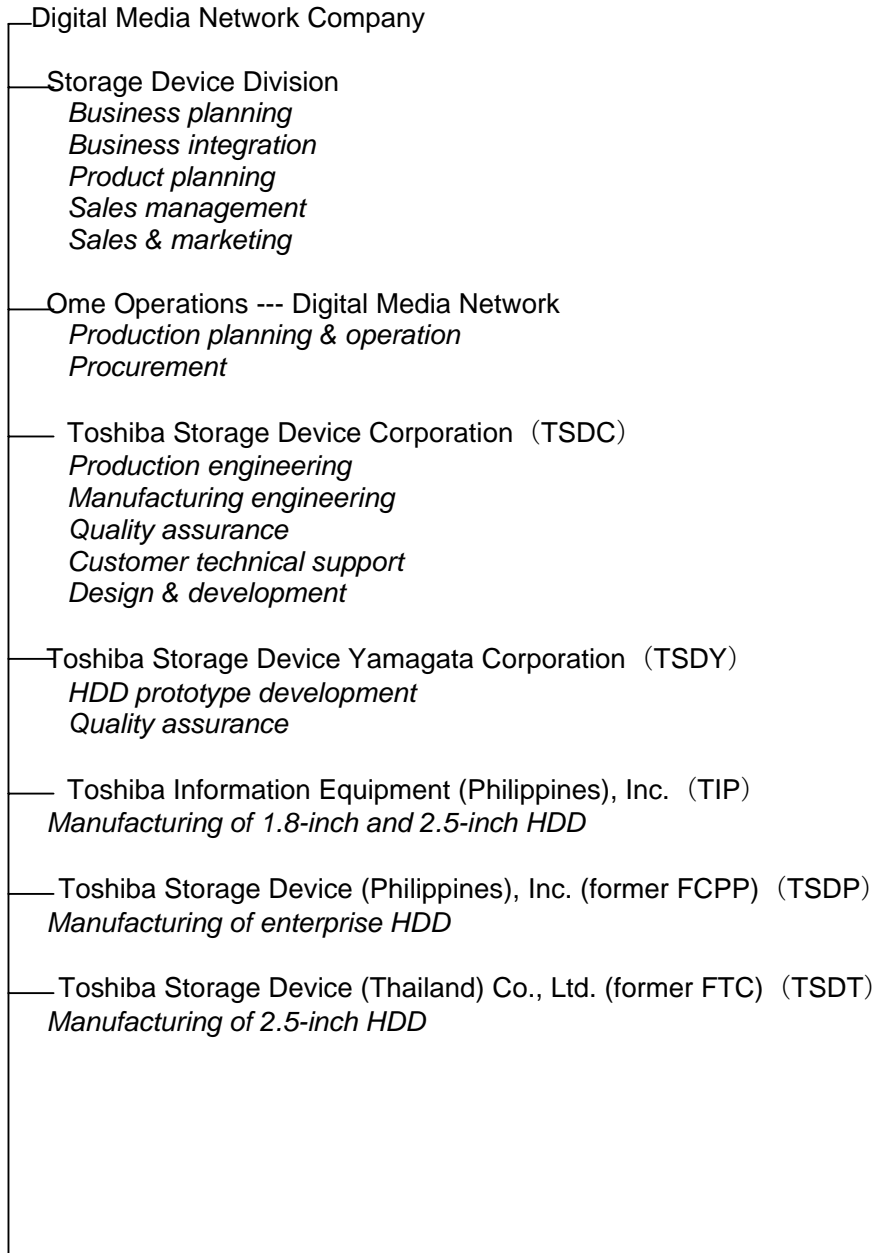 Digital Media Network Company
Storage Device Division
Business planning
Business integration
Product planning
Sales management
Sales & marketing
Ome Operations --- Digital Media Network
Production planning & operation
Procurement
Toshiba Storage Device Corporation（TSDC）
Production engineering
Manufacturing engineering
Quality assurance
Customer technical support
Design & development
Toshiba Storage Device Yamagata Corporation（TSDY）
HDD prototype development
Quality assurance
Toshiba Information Equipment (Philippines), Inc.（TIP）
Manufacturing of 1.8-inch and 2.5-inch HDD
Toshiba Storage Device (Philippines), Inc. (former FCPP)（TSDP）
Manufacturing of enterprise HDD
Toshiba Storage Device (Thailand) Co., Ltd. (former FTC)（TSDT）
Manufacturing of 2.5-inch HDD